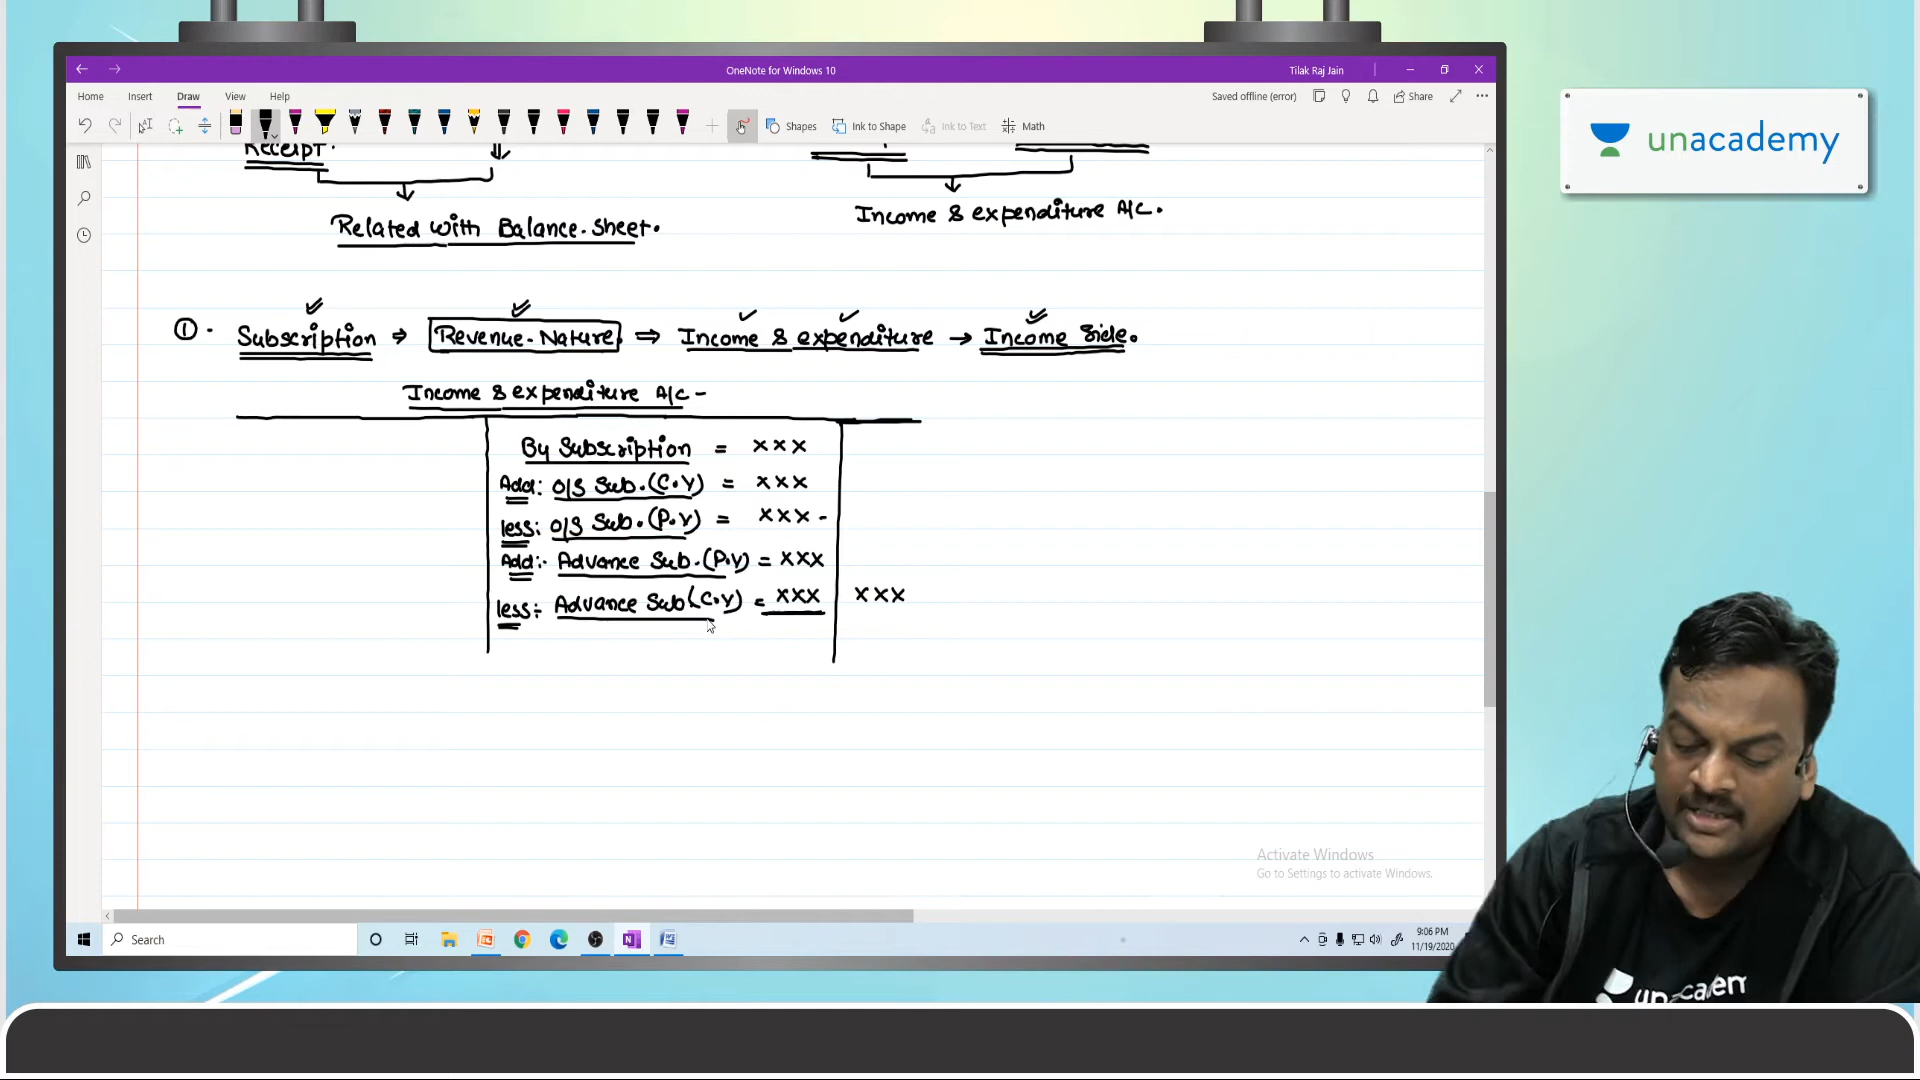 OneNote for Windows 10
Tilak Raj Jain
Home Insert Draw View Help
Saved offline (error) Share
Shapes Ink to Shape Ink to Text Math
unacademy
Receipt.
Related with Balance.sheet.
Income & expenditure A/c.
①. Subscription ⇒ Revenue-Nature. ⇒ Income & expenditure → Income Side.
Income & expenditure A/c -
By Subscription = xxx
Add: O/S Sub.(C.Y) = xxx
less: O/S Sub.(P.Y) = xxx -
Add:- Advance Sub.(P.Y) = xxx
less:- Advance Sub(C.Y) = xxx xxx
Activate Windows
Go to Settings to activate Windows.
Search
9:06 PM
11/19/2020
unacadem